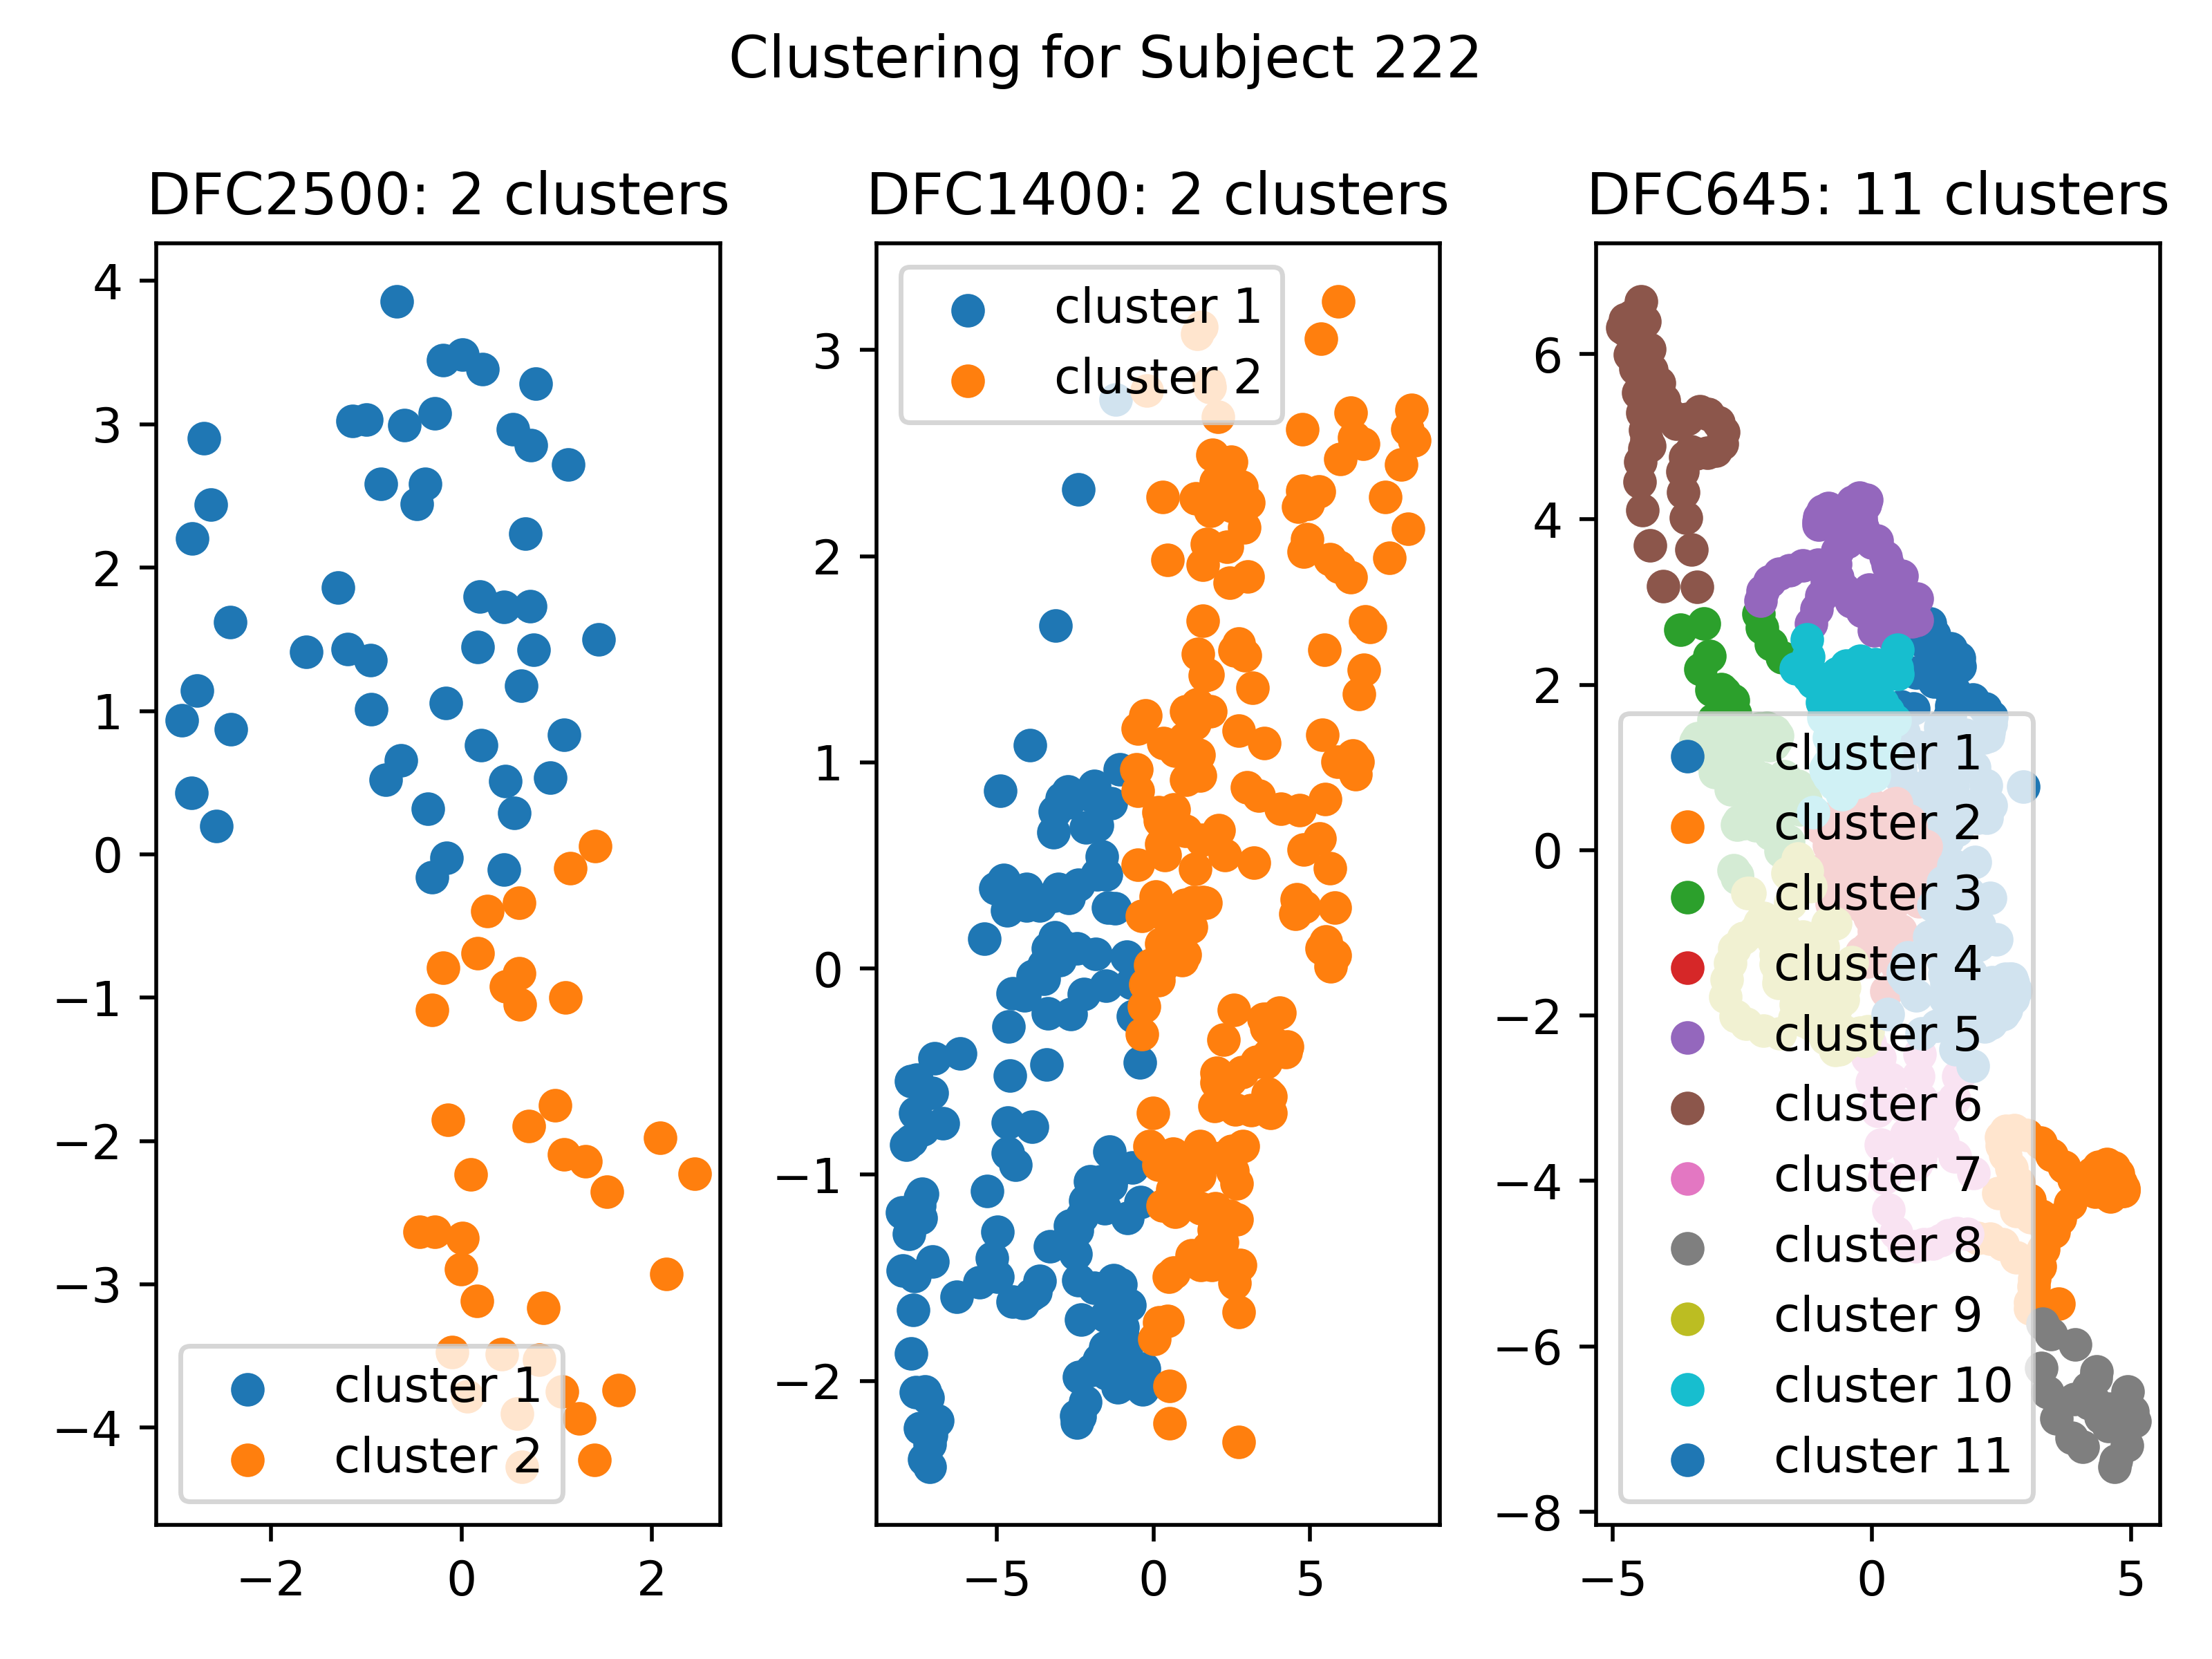 Clustering for Subject 222
DFC2500: 2 clusters
4
3
2
1
0
−1
−2
−3
−4
−2
0
2
cluster 1
cluster 2
DFC1400: 2 clusters
3
2
1
0
−1
−2
−5
0
5
cluster 1
cluster 2
DFC645: 11 clusters
6
4
2
0
−2
−4
−6
−8
−5
0
5
cluster 1
cluster 2
cluster 3
cluster 4
cluster 5
cluster 6
cluster 7
cluster 8
cluster 9
cluster 10
cluster 11